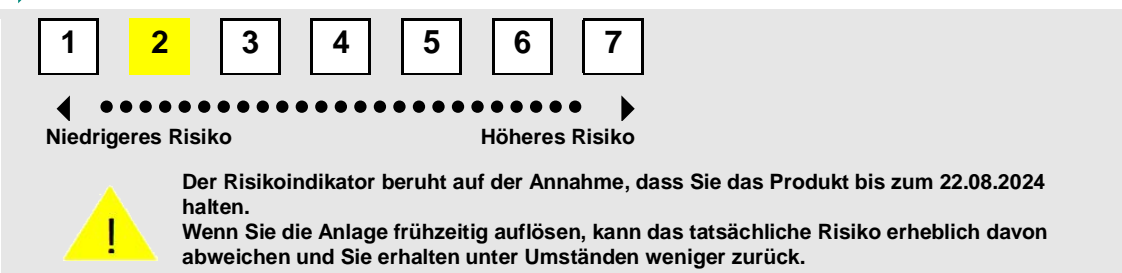 1 2 3 4 5 6 7
Niedrigeres Risiko Höheres Risiko
Der Risikoindikator beruht auf der Annahme, dass Sie das Produkt bis zum 22.08.2024
halten.
Wenn Sie die Anlage frühzeitig auflösen, kann das tatsächliche Risiko erheblich davon
abweichen und Sie erhalten unter Umständen weniger zurück.
!